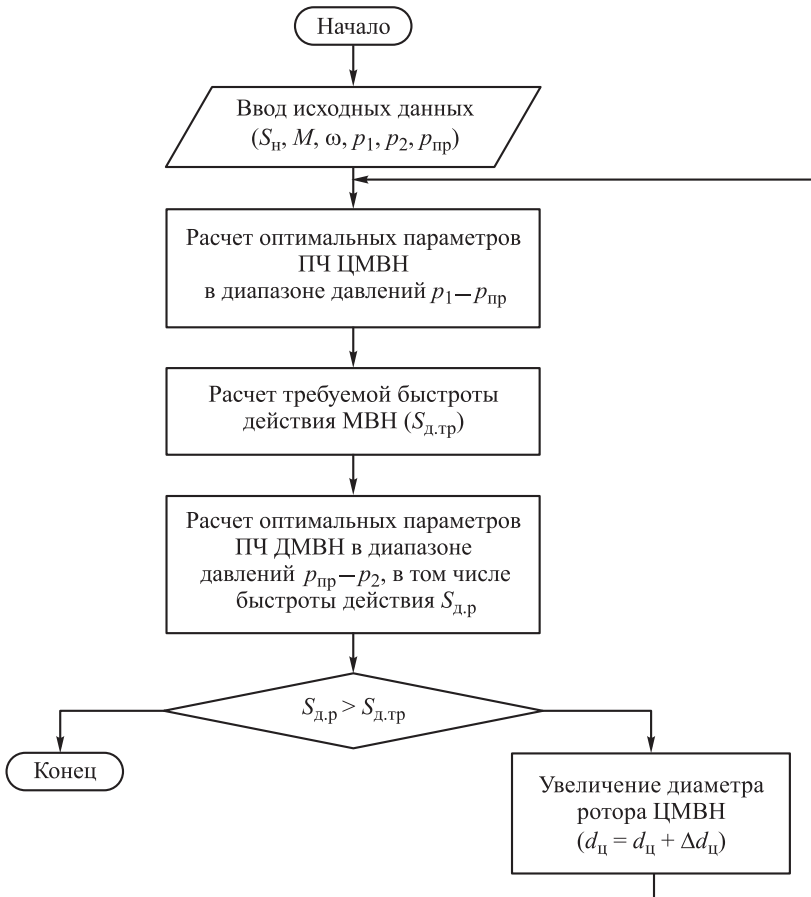 Начало
Ввод исходных данных
(Sн, M, ω, p1, p2, pпр)
Расчет оптимальных параметров
ПЧ ЦМВН
в диапазоне давлений p1–pпр
Расчет требуемой быстроты
действия МВН (Sд.тр)
Расчет оптимальных параметров
ПЧ ДМВН в диапазоне
давлений pпр–p2, в том числе
быстроты действия Sд.р
Sд.р > Sд.тр
Конец
Увеличение диаметра
ротора ЦМВН
(dц = dц + Δdц)